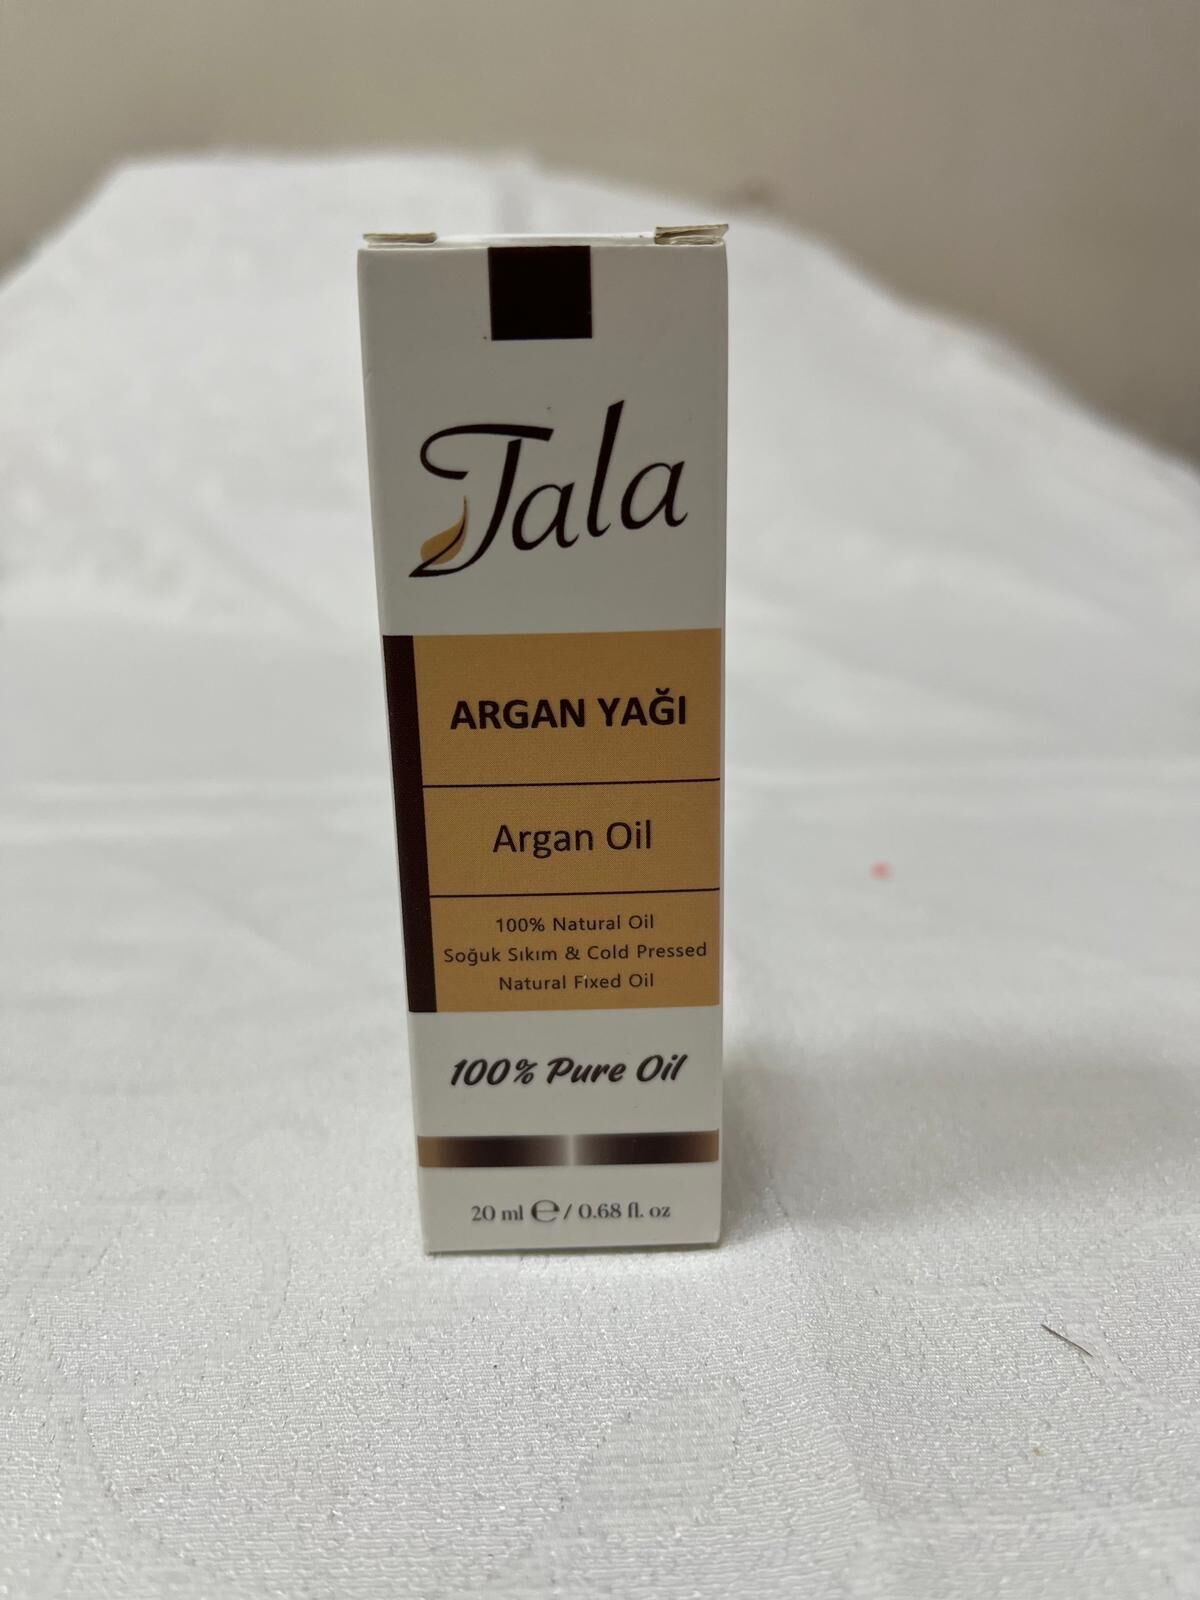 Tala
ARGAN YAĞI
Argan Oil
100% Natural Oil
Soğuk Sıkım & Cold Pressed
Natural Fixed Oil
100% Pure Oil
20 ml ℮ / 0.68 fl. oz